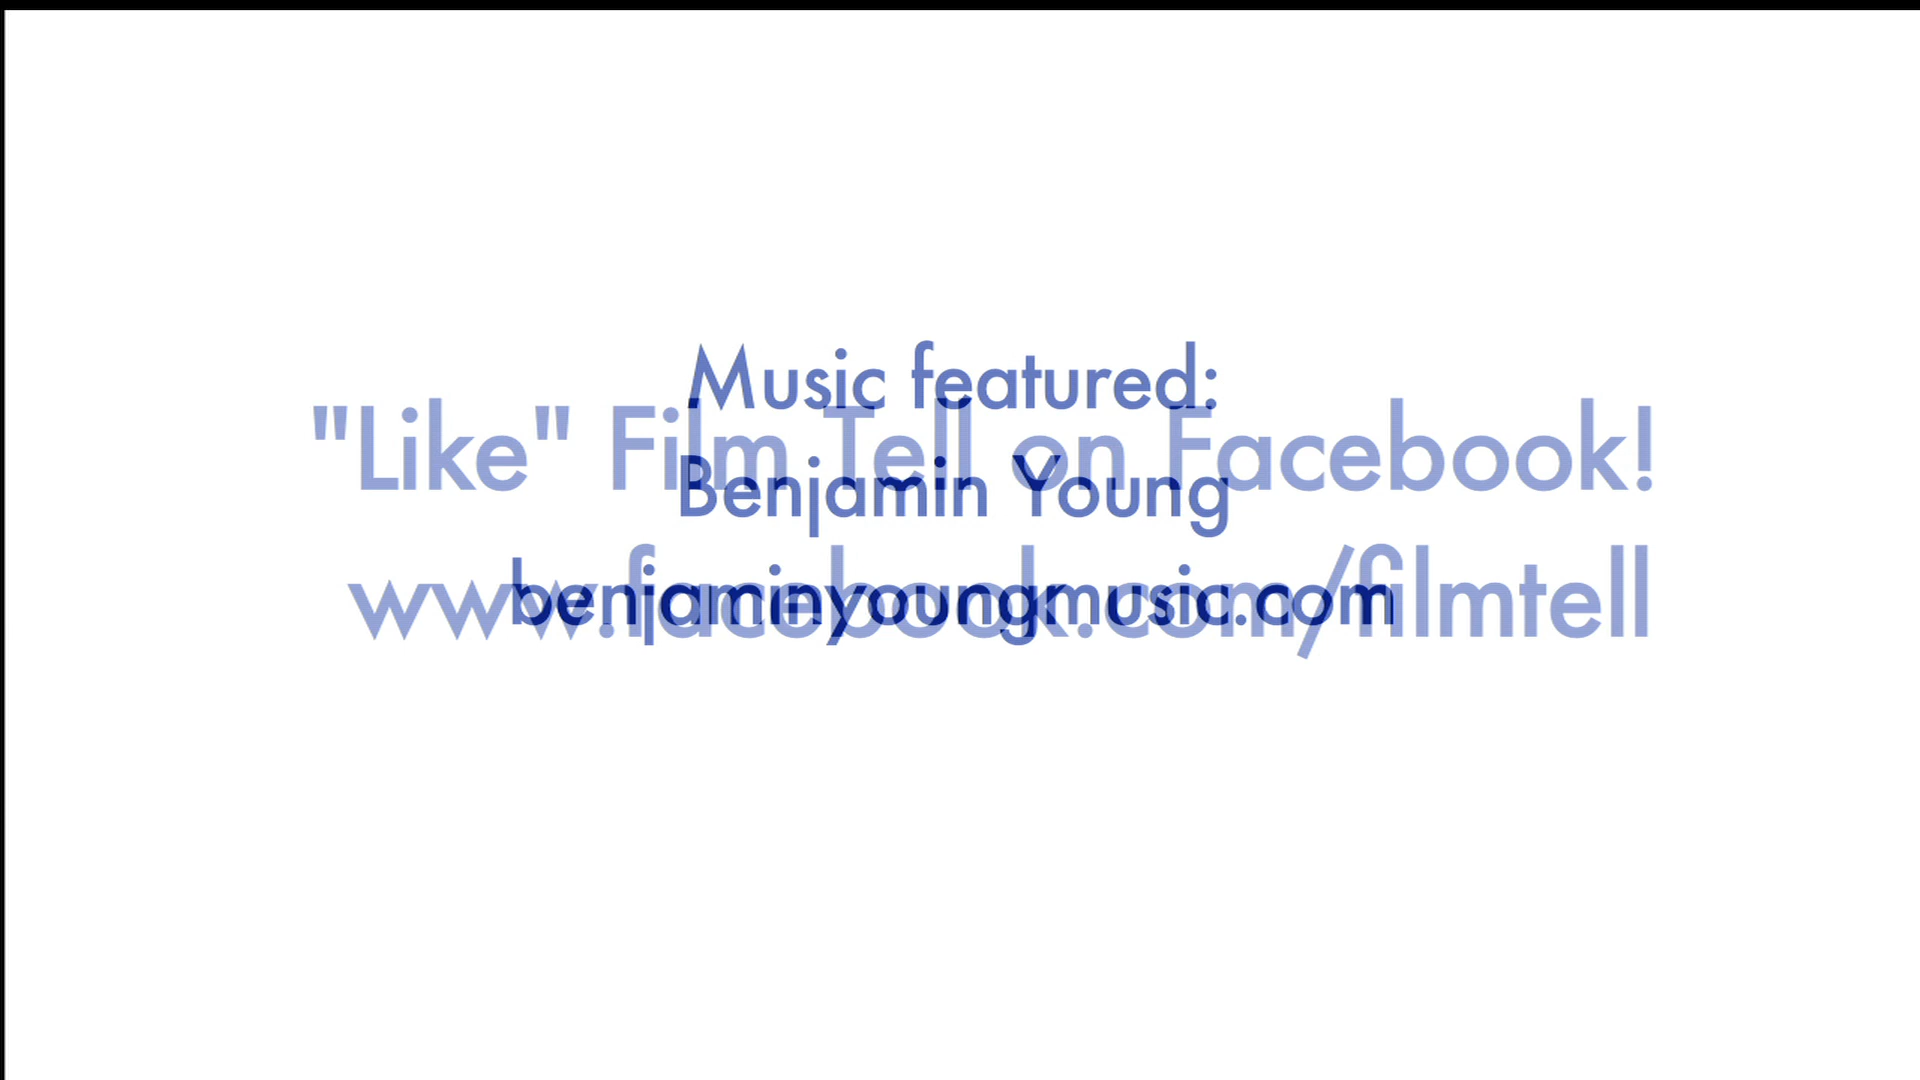 Music featured:
"Like" Film Tell on Facebook!
Benjamin Young
www.facebook.com/filmtell
benjaminyoungmusic.com